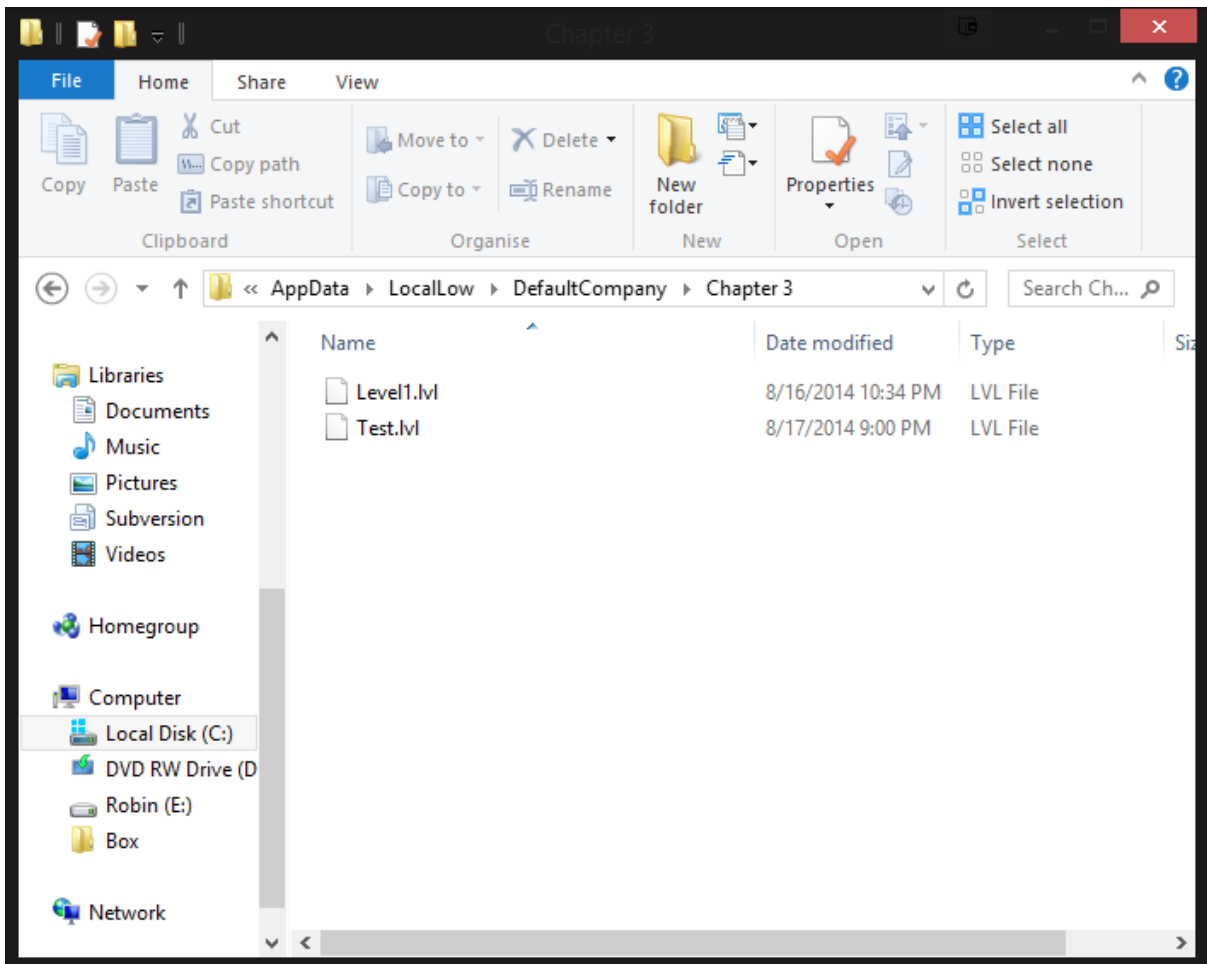 Chapter 3
File Home Share View
Copy
Paste
Cut
Copy path
Paste shortcut
Clipboard
Move to
Copy to
Delete
Rename
Organise
New
folder
New
Properties
Open
Select all
Select none
Invert selection
Select
« AppData LocalLow DefaultCompany Chapter 3
Search Ch...
Name Date modified Type Siz
Level1.lvl 8/16/2014 10:34 PM LVL File
Test.lvl 8/17/2014 9:00 PM LVL File
Libraries
Documents
Music
Pictures
Subversion
Videos
Homegroup
Computer
Local Disk (C:)
DVD RW Drive (D
Robin (E:)
Box
Network